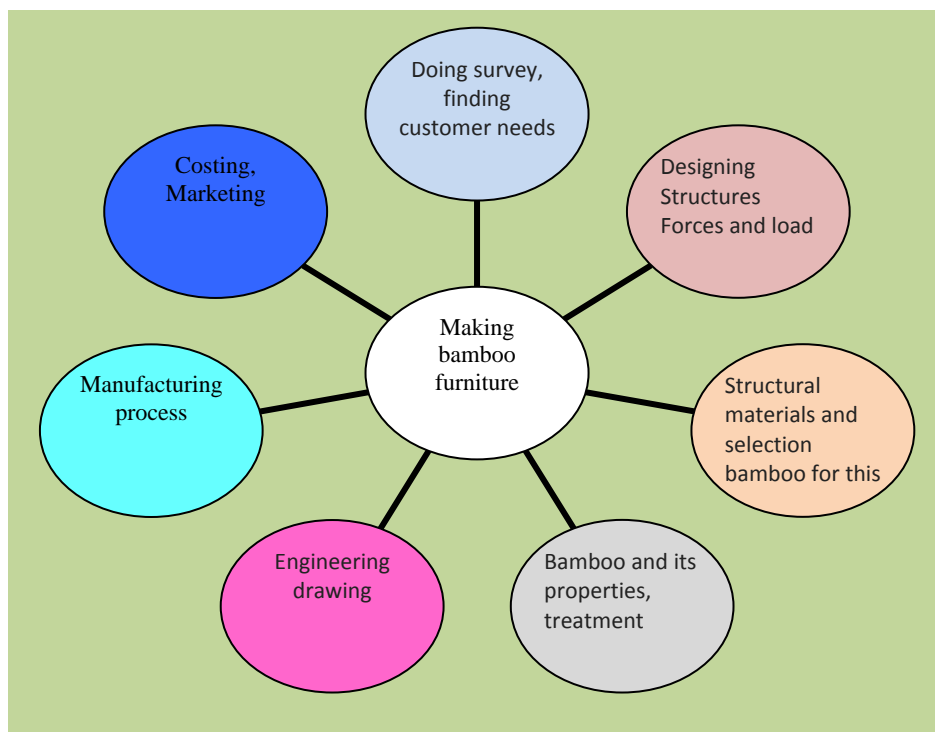 Doing survey,
finding
customer needs
Designing
Structures
Forces and load
Structural
materials and
selection
bamboo for this
Bamboo and its
properties,
treatment
Engineering
drawing
Manufacturing
process
Costing,
Marketing
Making
bamboo
furniture